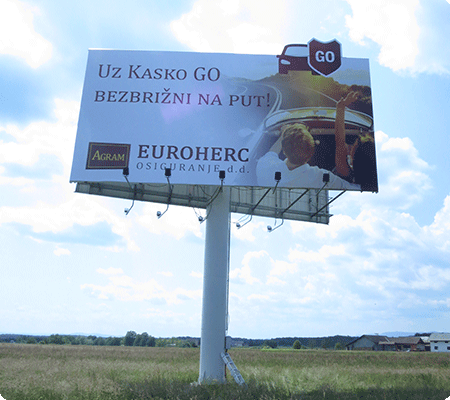 GO
Uz Kasko GO
bezbrižni na put!
AGRAM
EUROHERC
OSIGURANJE d.d.